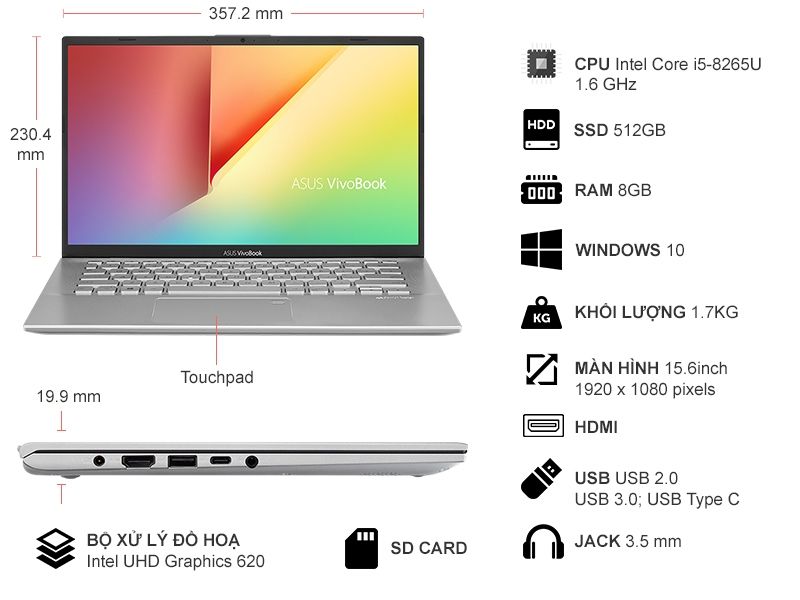 357.2 mm
230.4
mm
ASUS VivoBook
ASUS VivoBook
Touchpad
19.9 mm
CPU Intel Core i5-8265U
1.6 GHz
HDD
SSD 512GB
RAM 8GB
WINDOWS 10
KG
KHỐI LƯỢNG 1.7KG
MÀN HÌNH 15.6inch
1920 x 1080 pixels
HDMI
USB USB 2.0
USB 3.0; USB Type C
JACK 3.5 mm
BỘ XỬ LÝ ĐỒ HOẠ
Intel UHD Graphics 620
SD CARD